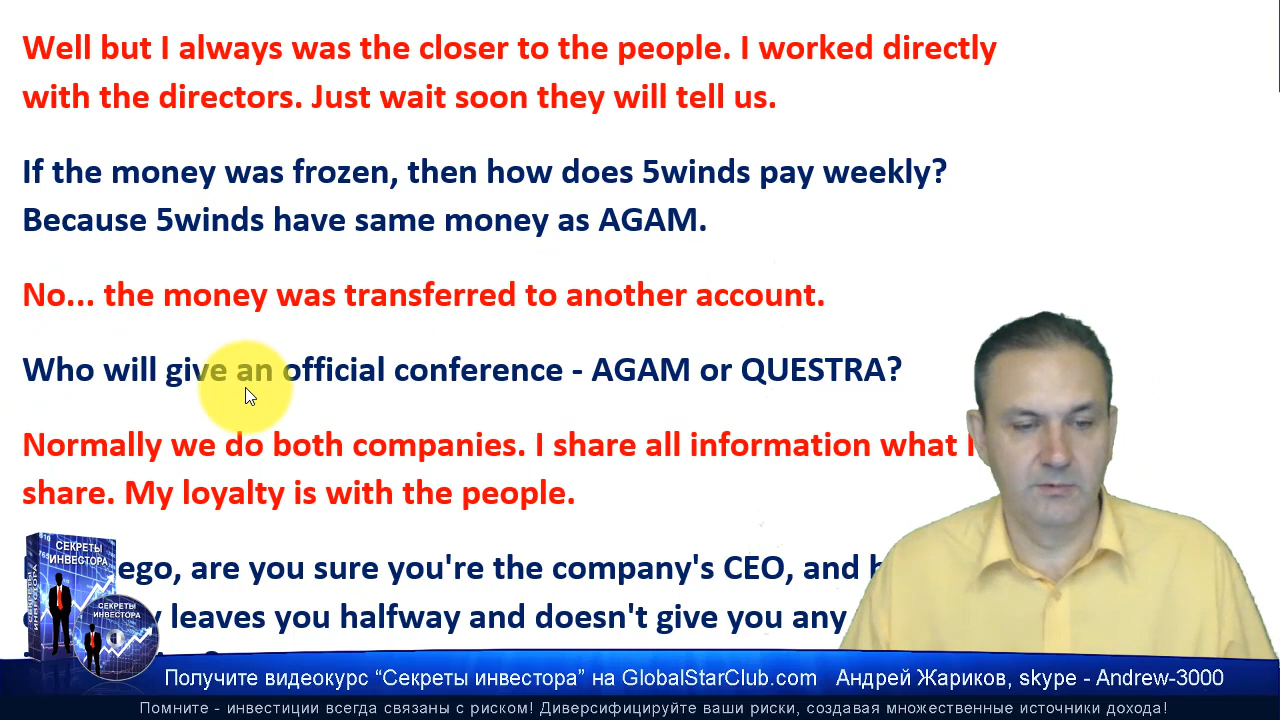 Well but I always was the closer to the people. I worked directly
with the directors. Just wait soon they will tell us.
If the money was frozen, then how does 5winds pay weekly?
Because 5winds have same money as AGAM.
No... the money was transferred to another account.
Who will give an official conference - AGAM or QUESTRA?
Normally we do both companies. I share all information what I
share. My loyalty is with the people.
ego, are you sure you're the company's CEO, and
leaves you halfway and doesn't give you any
СЕКРЕТЫ
ИНВЕСТОРА
СЕКРЕТЫ
ИНВЕСТОРА
Получите видеокурс “Секреты инвестора” на GlobalStarClub.com Андрей Жариков, skype - Andrew-3000
Помните - инвестиции всегда связаны с риском! Диверсифицируйте ваши риски, создавая множественные источники дохода!